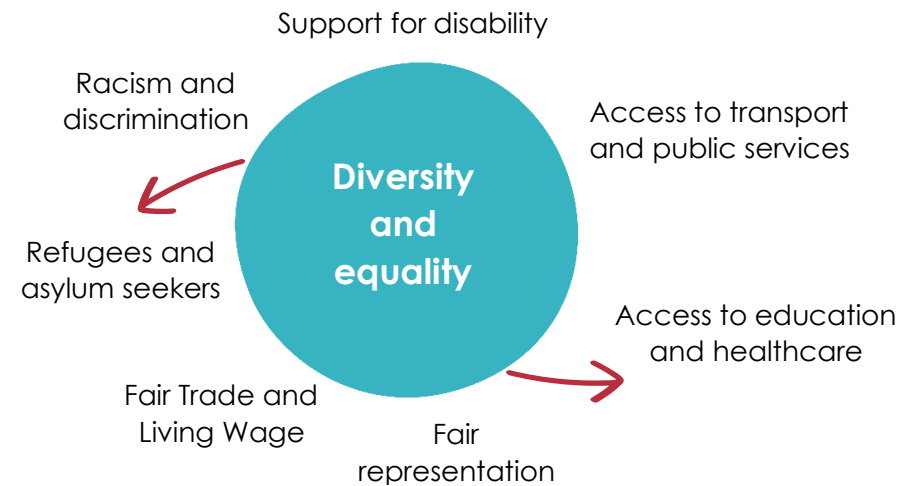 Support for disability
Racism and
discrimination
Access to transport
and public services
Diversity
and
equality
Refugees and
asylum seekers
Access to education
and healthcare
Fair Trade and
Living Wage
Fair
representation